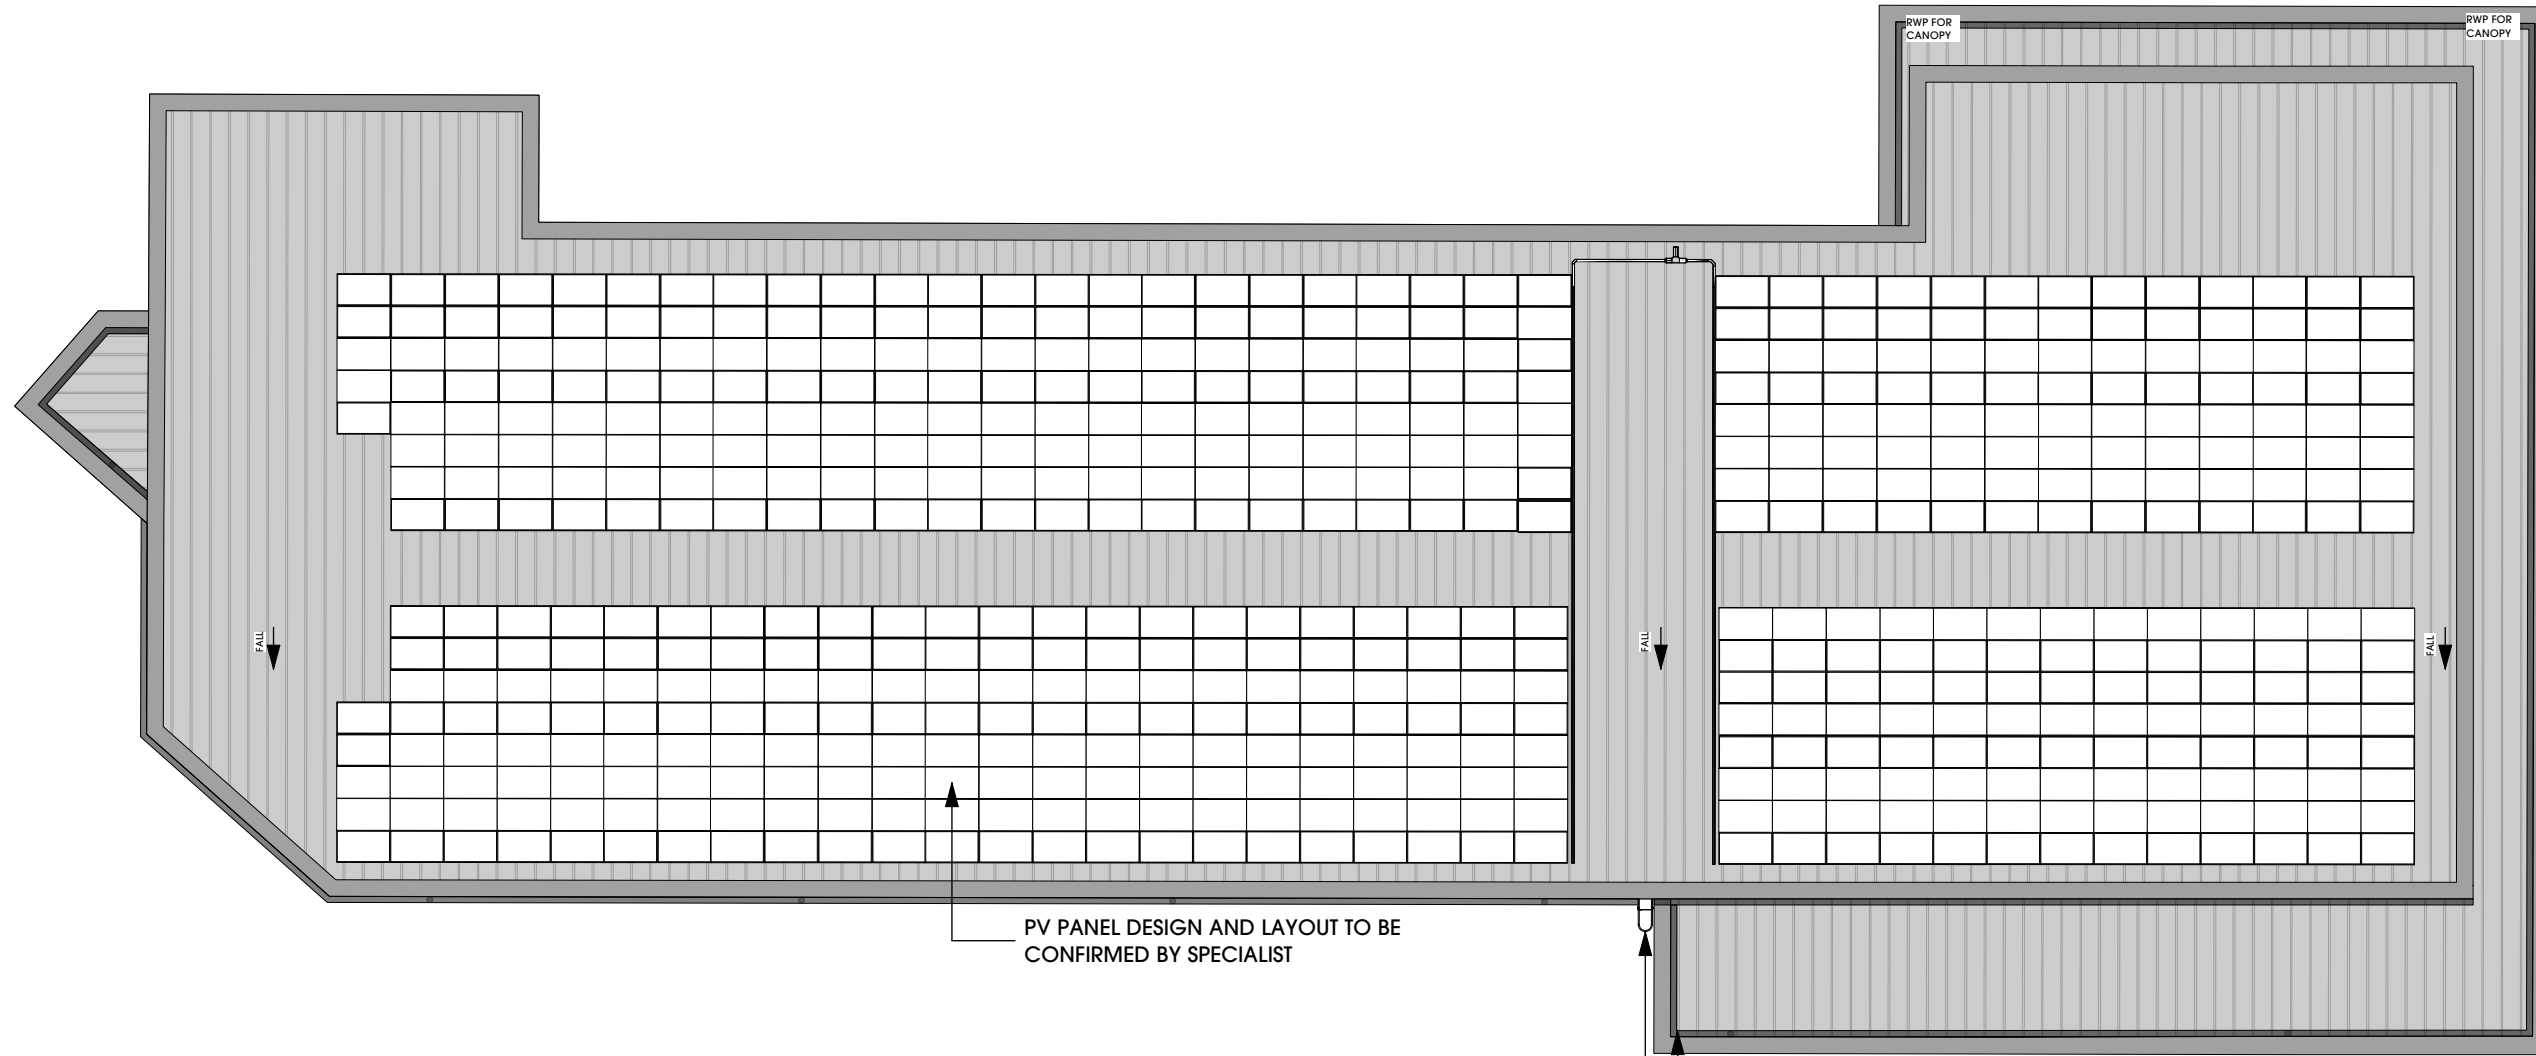 RWP FOR
CANOPY
RWP FOR
CANOPY
FALL
FALL
FALL
PV PANEL DESIGN AND LAYOUT TO BE
CONFIRMED BY SPECIALIST